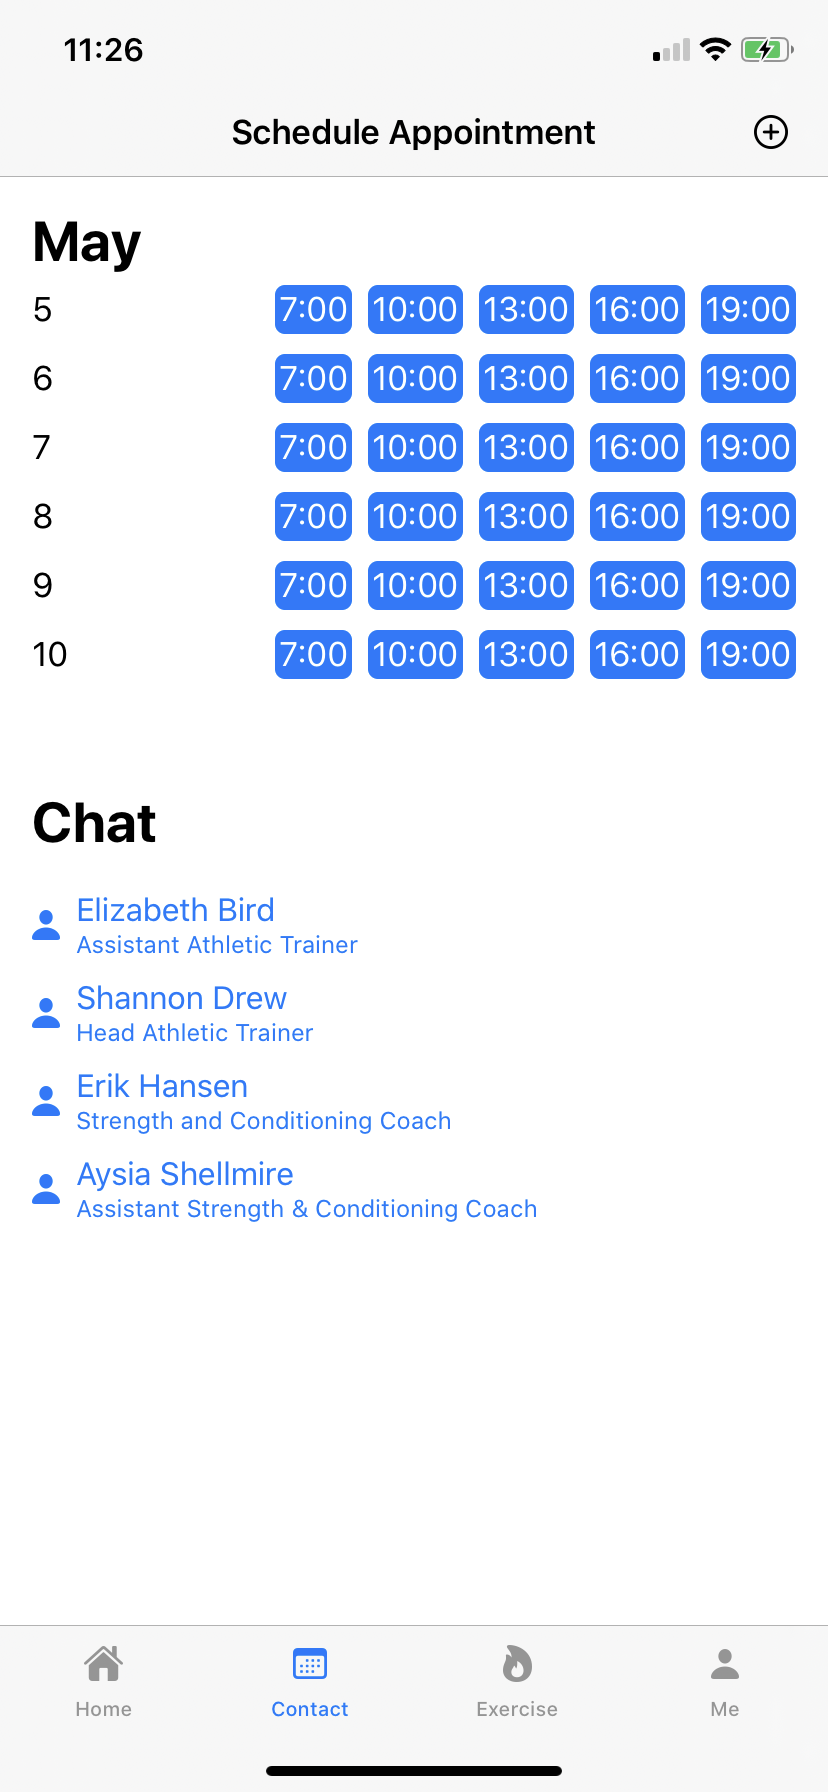 11:26
Schedule Appointment
May
5 7:00 10:00 13:00 16:00 19:00
6 7:00 10:00 13:00 16:00 19:00
7 7:00 10:00 13:00 16:00 19:00
8 7:00 10:00 13:00 16:00 19:00
9 7:00 10:00 13:00 16:00 19:00
10 7:00 10:00 13:00 16:00 19:00
Chat
Elizabeth Bird
Assistant Athletic Trainer
Shannon Drew
Head Athletic Trainer
Erik Hansen
Strength and Conditioning Coach
Aysia Shellmire
Assistant Strength & Conditioning Coach
Home Contact Exercise Me